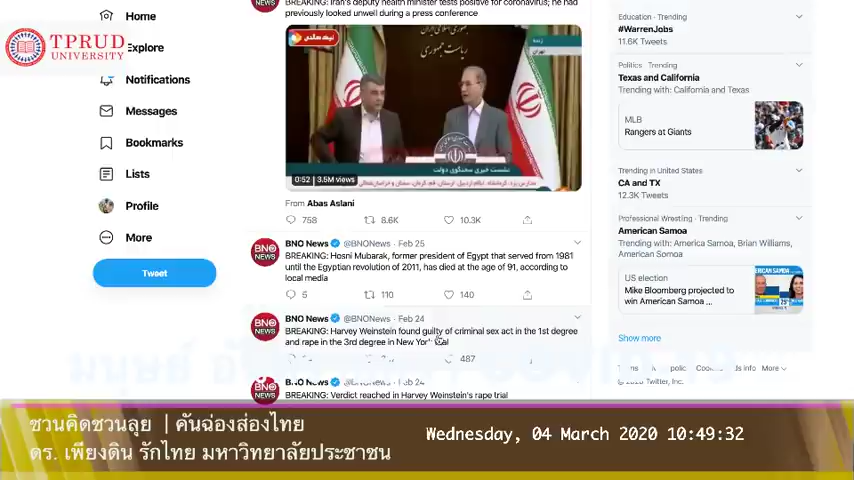 TPRUD
UNIVERSITY
Home
Explore
Notifications
Messages
Bookmarks
Lists
Profile
More
Tweet
BREAKING: Iran's deputy health minister tests positive for coronavirus; he had
previously looked unwell during a press conference
0:52 | 3.5M views
From Abas Aslani
758 8.6K 10.3K
BNO News @BNONews · Feb 25
BREAKING: Hosni Mubarak, former president of Egypt that served from 1981
until the Egyptian revolution of 2011, has died at the age of 91, according to
local media
5 110 140
BNO News @BNONews · Feb 24
BREAKING: Harvey Weinstein found guilty of criminal sex act in the 1st degree
and rape in the 3rd degree in New York
487
BNO News @BNONews · Feb 24
BREAKING: Verdict reached in Harvey Weinstein's rape trial
Education · Trending
#WarrenJobs
11.6K Tweets
Politics · Trending
Texas and California
Trending with: California and Texas
MLB
Rangers at Giants
Trending in United States
CA and TX
12.3K Tweets
Professional Wrestling · Trending
American Samoa
Trending with: America Samoa, Brian Williams,
American Somoa
US election
Mike Bloomberg projected to
win American Samoa ...
Show more
More
Twitter, Inc.
ชวนคิดชวนลุย | คันฉ่องส่องไทย
ดร. เพียงดิน รักไทย มหาวิทยาลัยประชาชน
Wednesday, 04 March 2020 10:49:32